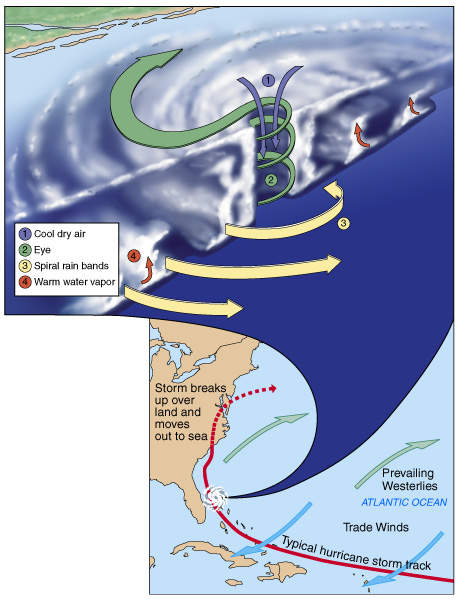 1
2
3
4
1 Cool dry air
2 Eye
3 Spiral rain bands
4 Warm water vapor
Storm breaks
up over
land and
moves
out to sea
Prevailing
Westerlies
ATLANTIC OCEAN
Trade Winds
Typical hurricane storm track